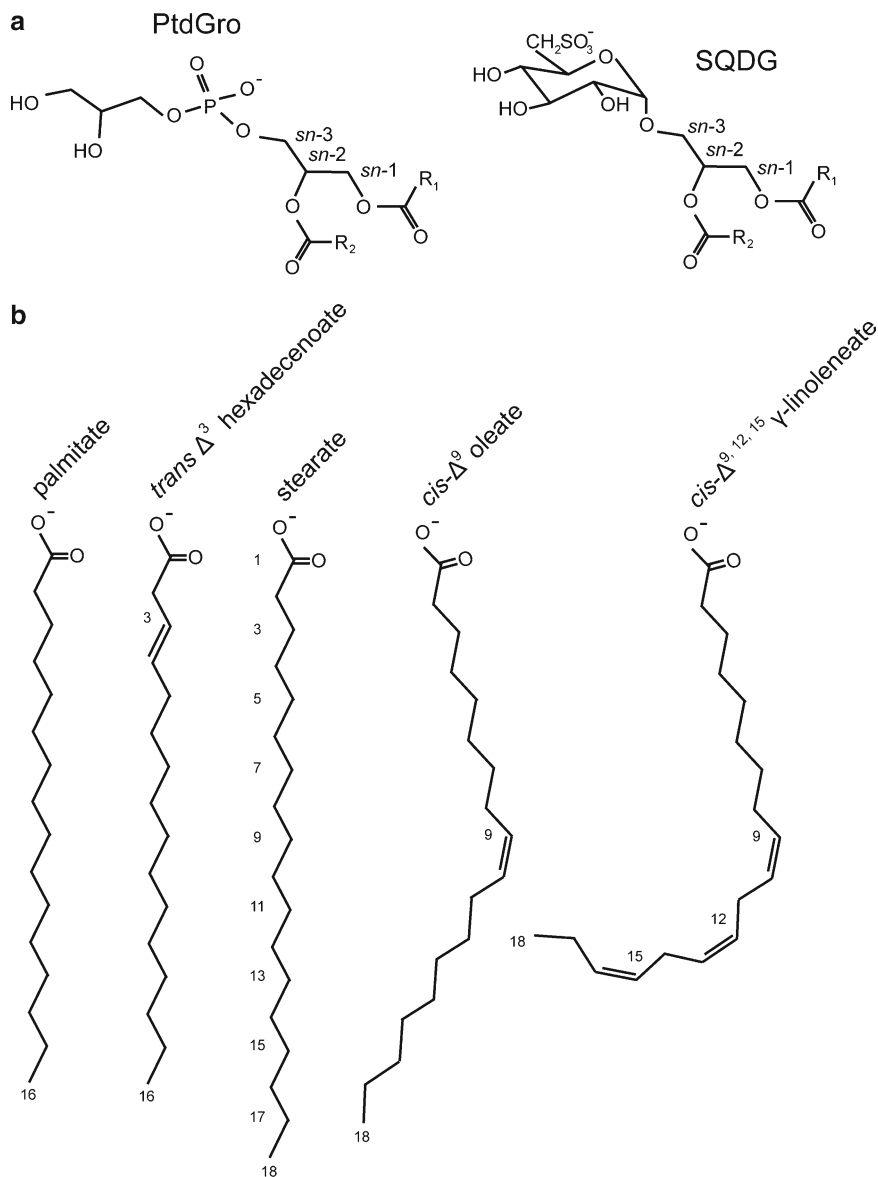 a
PtdGro
SQDG
O
O⁻
P
HO
HO
O
O
sn-3
sn-2
sn-1
O
O
R₁
O
R₂
O
CH₂SO₃⁻
O
HO
HO
OH
O
sn-3
sn-2
sn-1
O
O
R₁
O
R₂
O
b
palmitate
trans Δ³ hexadecenoate
stearate
cis-Δ⁹ oleate
cis-Δ⁹, ¹², ¹⁵ γ-linoleneate
O⁻
O
16
O⁻
O
3
16
O⁻
O
1
3
5
7
9
11
13
15
17
18
O⁻
O
9
18
O⁻
O
9
12
15
18